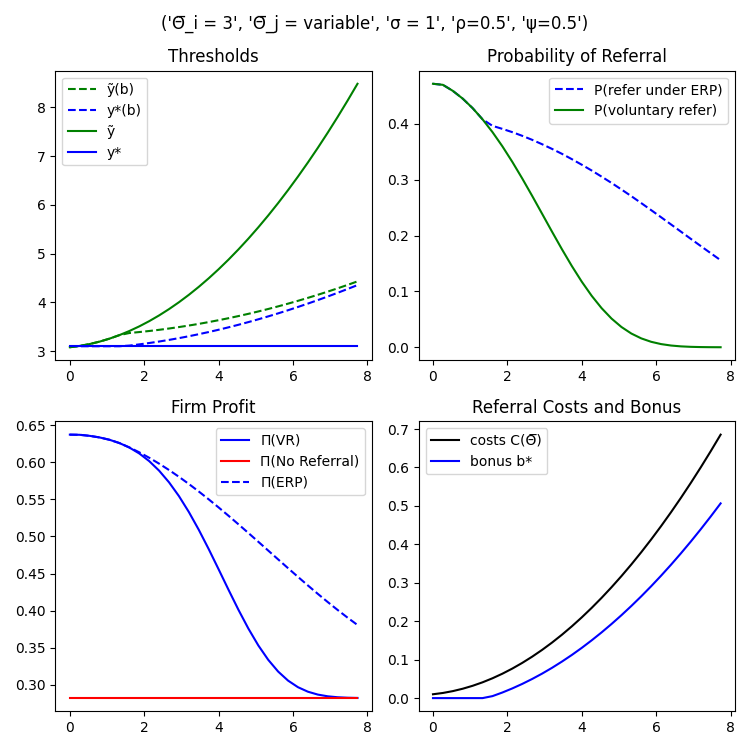 ('Θ̅_i = 3', 'Θ̅_j = variable', 'σ = 1', 'ρ=0.5', 'ψ=0.5')
Thresholds
ỹ(b)
y*(b)
ỹ
y*
8
7
6
5
4
3
0 2 4 6 8
Probability of Referral
P(refer under ERP)
P(voluntary refer)
0.4
0.3
0.2
0.1
0.0
0 2 4 6 8
Firm Profit
Π(VR)
Π(No Referral)
Π(ERP)
0.65
0.60
0.55
0.50
0.45
0.40
0.35
0.30
0 2 4 6 8
Referral Costs and Bonus
costs C(Θ̅)
bonus b*
0.7
0.6
0.5
0.4
0.3
0.2
0.1
0.0
0 2 4 6 8